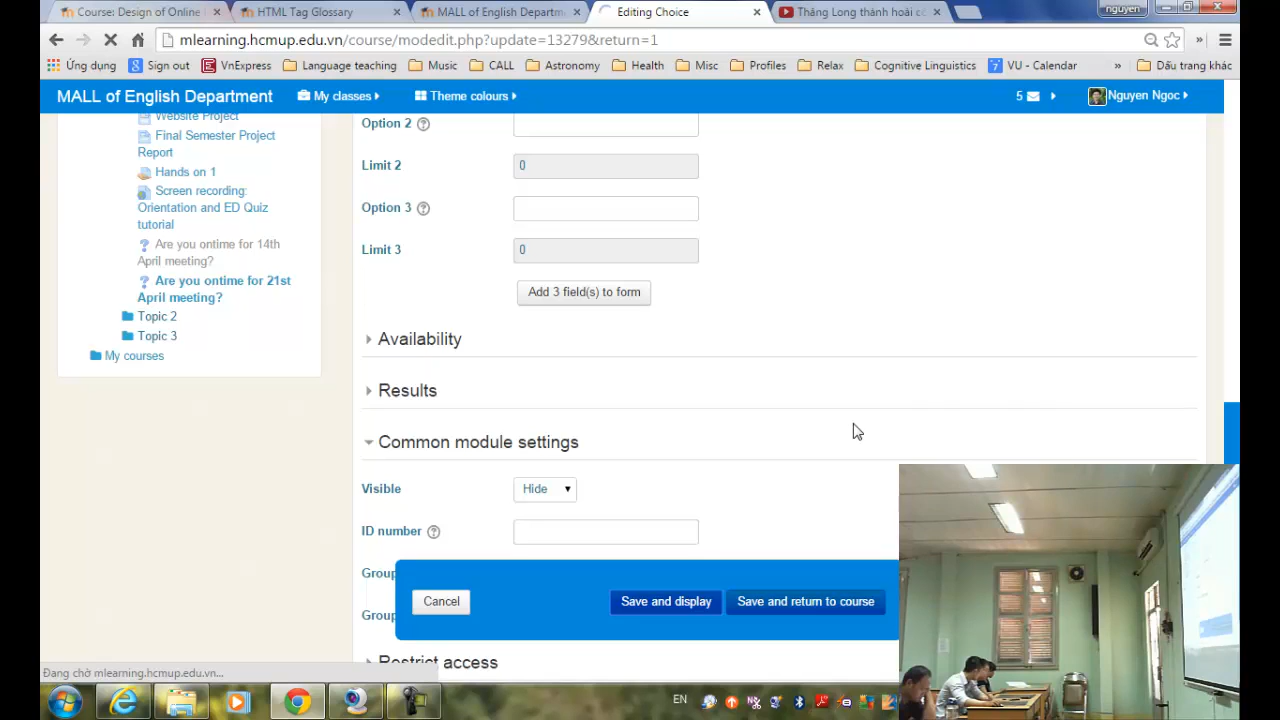 Course: Design of Online
HTML Tag Glossary
MALL of English Departm
Editing Choice
Thăng Long thành hoài cổ
nguyen
mlearning.hcmup.edu.vn/course/modedit.php?update=13279&return=1
Ứng dụng
Sign out
VnExpress
Language teaching
Music
CALL
Astronomy
Health
Misc
Profiles
Relax
Cognitive Linguistics
VU - Calendar
»
Dấu trang khác
MALL of English Department
My classes
Theme colours
5
Nguyen Ngoc
Website Project
Final Semester Project
Report
Hands on 1
Screen recording:
Orientation and ED Quiz
tutorial
Are you ontime for 14th
April meeting?
Are you ontime for 21st
April meeting?
Topic 2
Topic 3
My courses
Option 2
Limit 2
0
Option 3
Limit 3
0
Add 3 field(s) to form
Availability
Results
Common module settings
Visible
Hide
ID number
Group
Group
Cancel
Save and display
Save and return to course
Restrict access
Đang chờ mlearning.hcmup.edu.vn...
EN